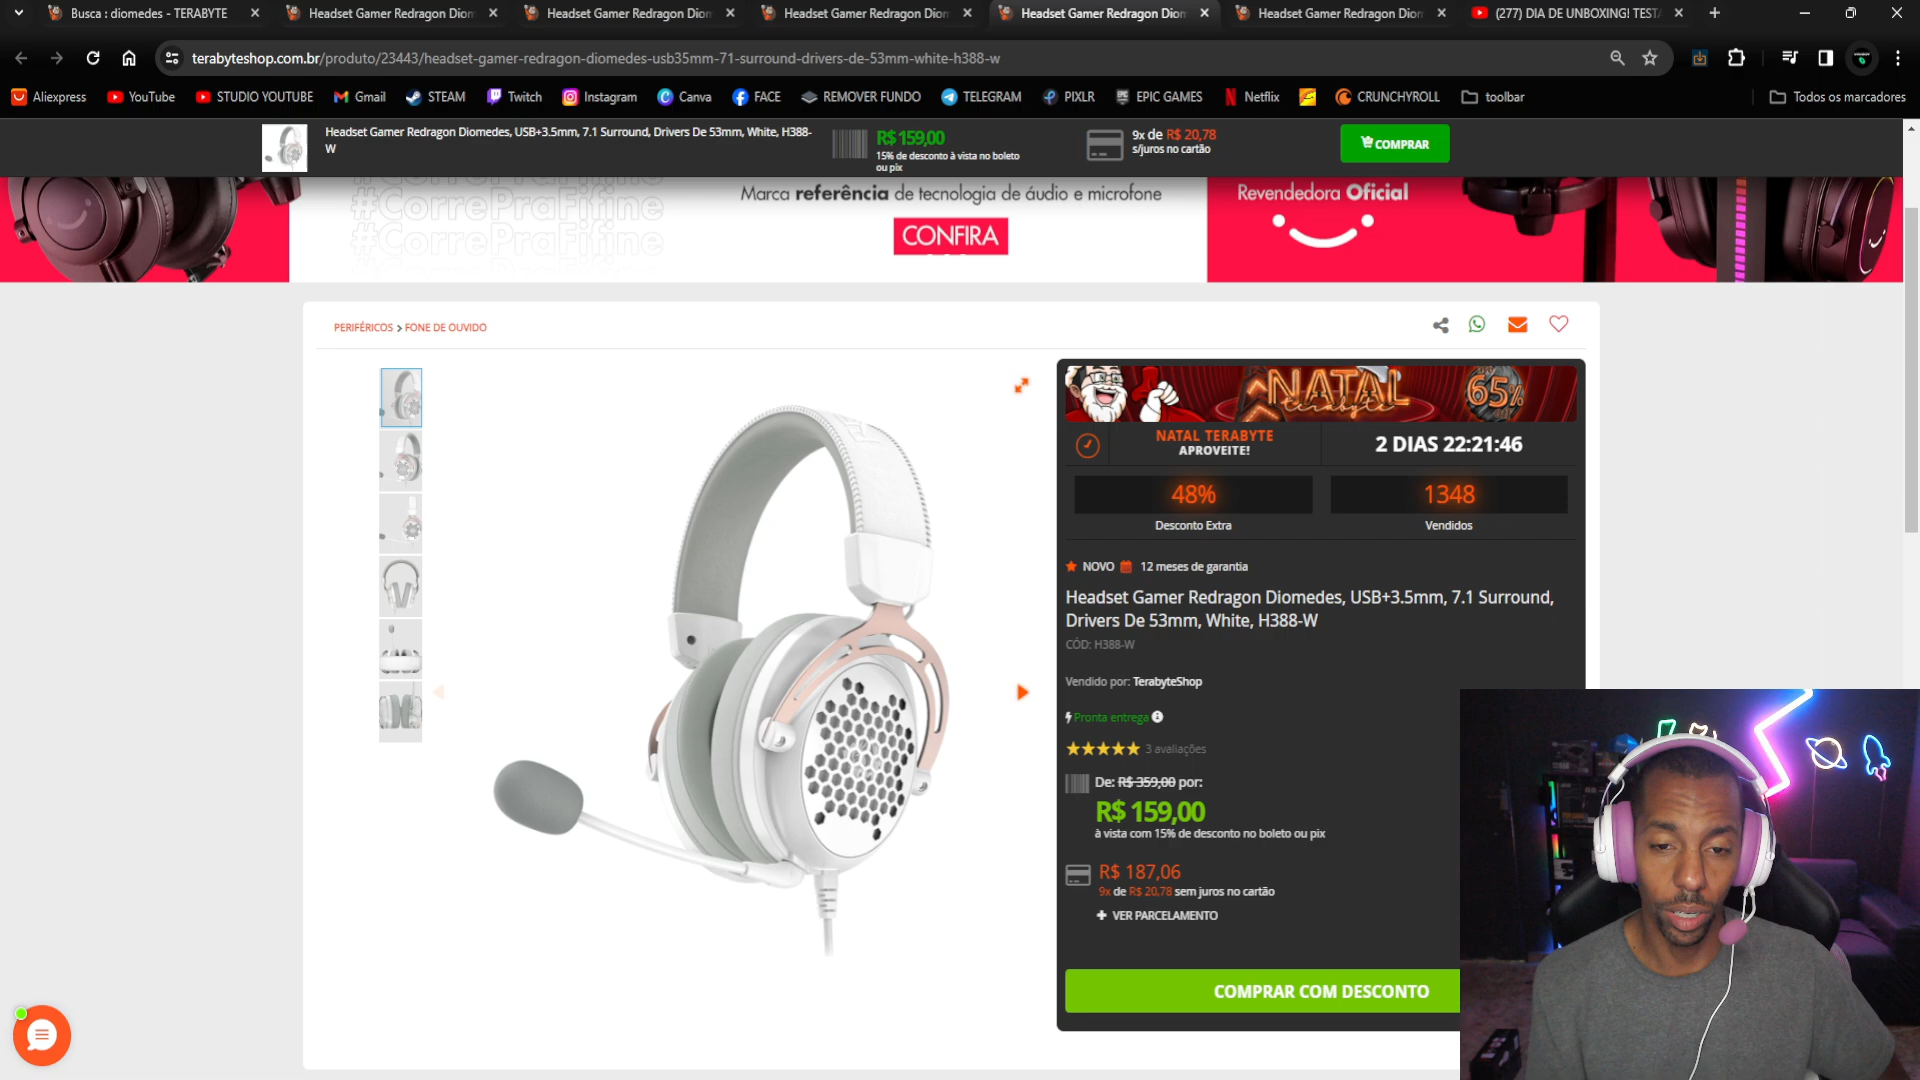 Busca : diomedes - TERABYTE
Headset Gamer Redragon Diom
Headset Gamer Redragon Dion
Headset Gamer Redragon Dion
Headset Gamer Redragon Dion
Headset Gamer Redragon Dion
(277) DIA DE UNBOXING! TEST
terabyteshop.com.br/produto/23443/headset-gamer-redragon-diomedes-usb35mm-71-surround-drivers-de-53mm-white-h388-w
Aliexpress
YouTube
STUDIO YOUTUBE
Gmail
STEAM
Twitch
Instagram
Canva
FACE
REMOVER FUNDO
TELEGRAM
PIXLR
EPIC GAMES
Netflix
CRUNCHYROLL
toolbar
Todos os marcadores
Headset Gamer Redragon Diomedes, USB+3.5mm, 7.1 Surround, Drivers De 53mm, White, H388-
W
R$ 159,00
15% de desconto à vista no boleto
ou pix
9x de R$ 20,78
s/juros no cartão
COMPRAR
#CorrePraFifine
#CorrePraFifine
Marca referência de tecnologia de áudio e microfone
CONFIRA
Revendedora Oficial
PERIFÉRICOS > FONE DE OUVIDO
NATAL
terabyte
65%
NATAL TERABYTE
APROVEITE!
2 DIAS 22:21:46
48%
Desconto Extra
1348
Vendidos
NOVO 12 meses de garantia
Headset Gamer Redragon Diomedes, USB+3.5mm, 7.1 Surround,
Drivers De 53mm, White, H388-W
CÓD: H388-W
Vendido por: TerabyteShop
Pronta entrega
3 avaliações
De: R$ 359,00 por:
R$ 159,00
à vista com 15% de desconto no boleto ou pix
R$ 187,06
9x de R$ 20,78 sem juros no cartão
+ VER PARCELAMENTO
COMPRAR COM DESCONTO